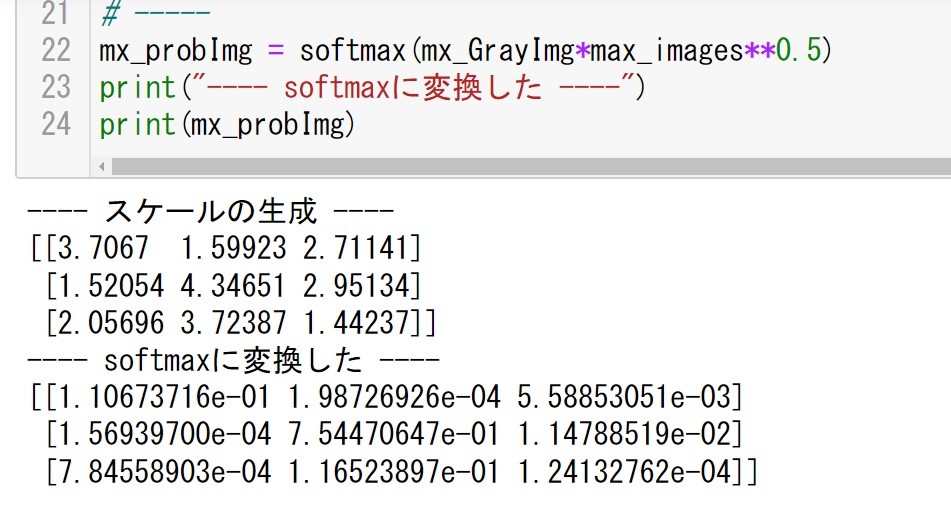 21 # -----
22 mx_probImg = softmax(mx_GrayImg*max_images**0.5)
23 print("---- softmaxに変換した ----")
24 print(mx_probImg)
---- スケールの生成 ----
[[3.7067  1.59923 2.71141]
 [1.52054 4.34651 2.95134]
 [2.05696 3.72387 1.44237]]
---- softmaxに変換した ----
[[1.10673716e-01 1.98726926e-04 5.58853051e-03]
 [1.56939700e-04 7.54470647e-01 1.14788519e-02]
 [7.84558903e-04 1.16523897e-01 1.24132762e-04]]